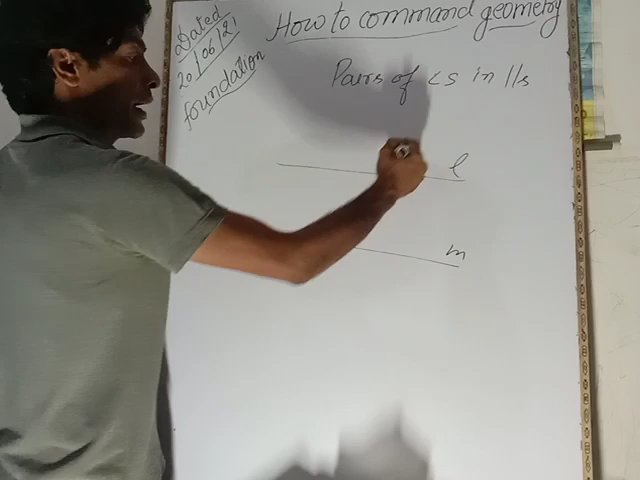 Dated
20/06/21
foundation
How to command geometry
Pairs of ∠s in ||s
l
m